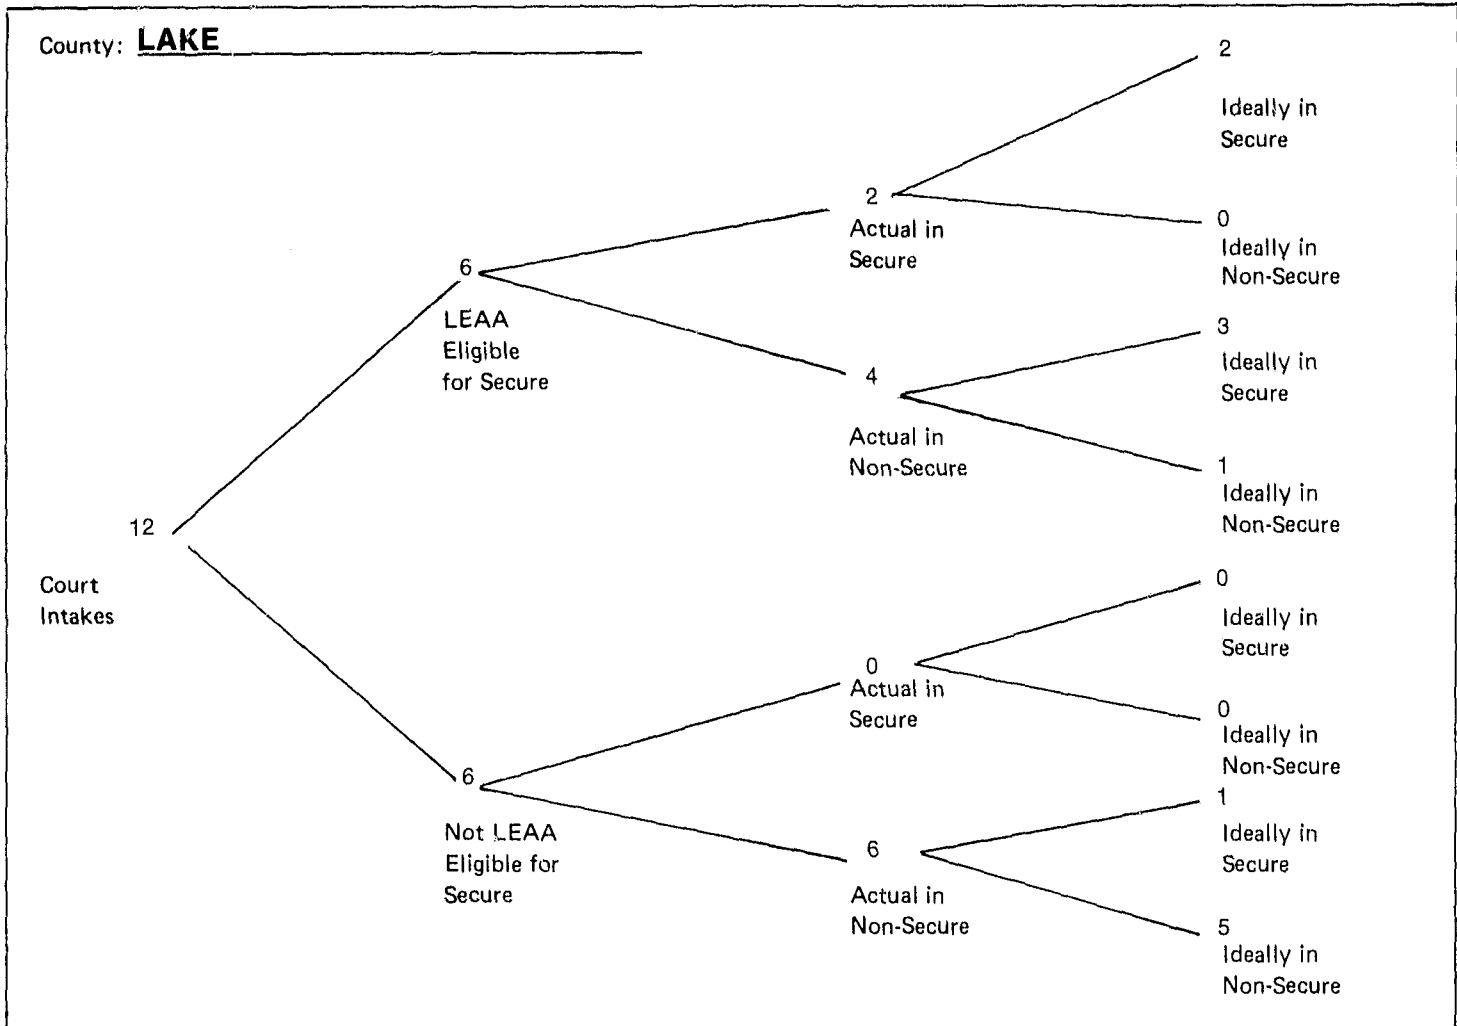 County: LAKE
12
Court
Intakes
6
LEAA
Eligible
for Secure
2
Actual in
Secure
2
Ideally in
Secure
0
Ideally in
Non-Secure
4
Actual in
Non-Secure
3
Ideally in
Secure
1
Ideally in
Non-Secure
6
Not LEAA
Eligible for
Secure
0
Actual in
Secure
0
Ideally in
Secure
0
Ideally in
Non-Secure
6
Actual in
Non-Secure
1
Ideally in
Secure
5
Ideally in
Non-Secure